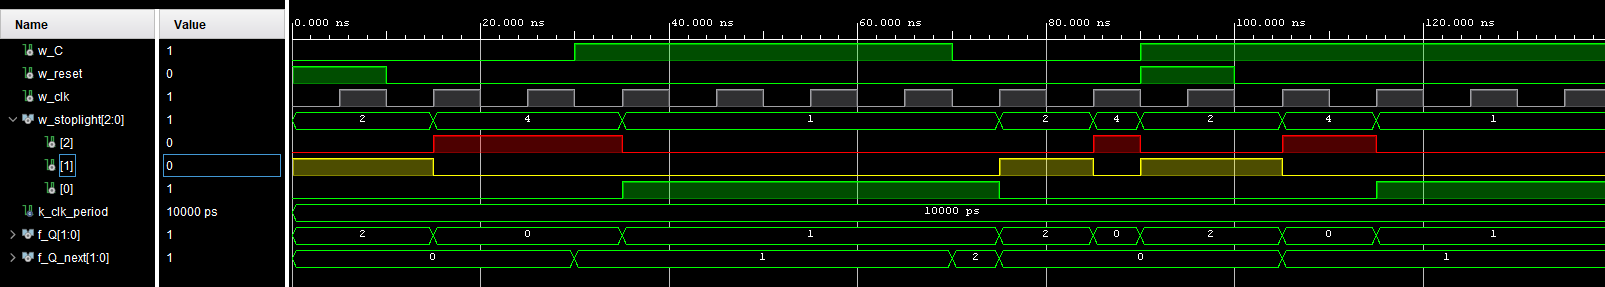 Name Value 0.000 ns 20.000 ns 40.000 ns 60.000 ns 80.000 ns 100.000 ns 120.000 ns
w_C 1
w_reset 0
w_clk 1
w_stoplight[2:0] 1 2 4 1 2 4 2 4 1
[2] 0
[1] 0
[0] 1
k_clk_period 10000 ps 10000 ps
f_Q[1:0] 1 2 0 1 2 0 2 0 1
f_Q_next[1:0] 1 0 1 2 0 1